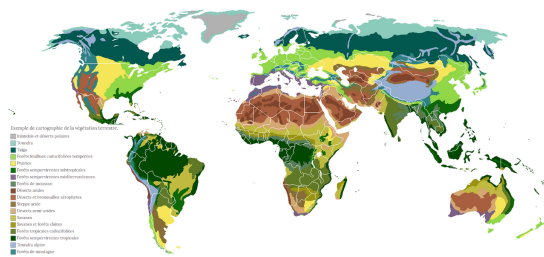 Exemple de cartographie de la végétation terrestre.
Inlandsis et déserts polaires
Toundra
Taïga
Forêts feuillues caducifoliées tempérées
Prairies
Forêts sempervirentes subtropicales
Forêts sempervirentes méditerranéennes
Forêts de mousson
Déserts arides
Déserts et broussailles xérophytes
Steppe aride
Déserts semi-arides
Savanes
Savanes et forêts claires
Forêts tropicales caducifoliées
Forêts sempervirentes tropicales
Toundra alpine
Forêts de montagne